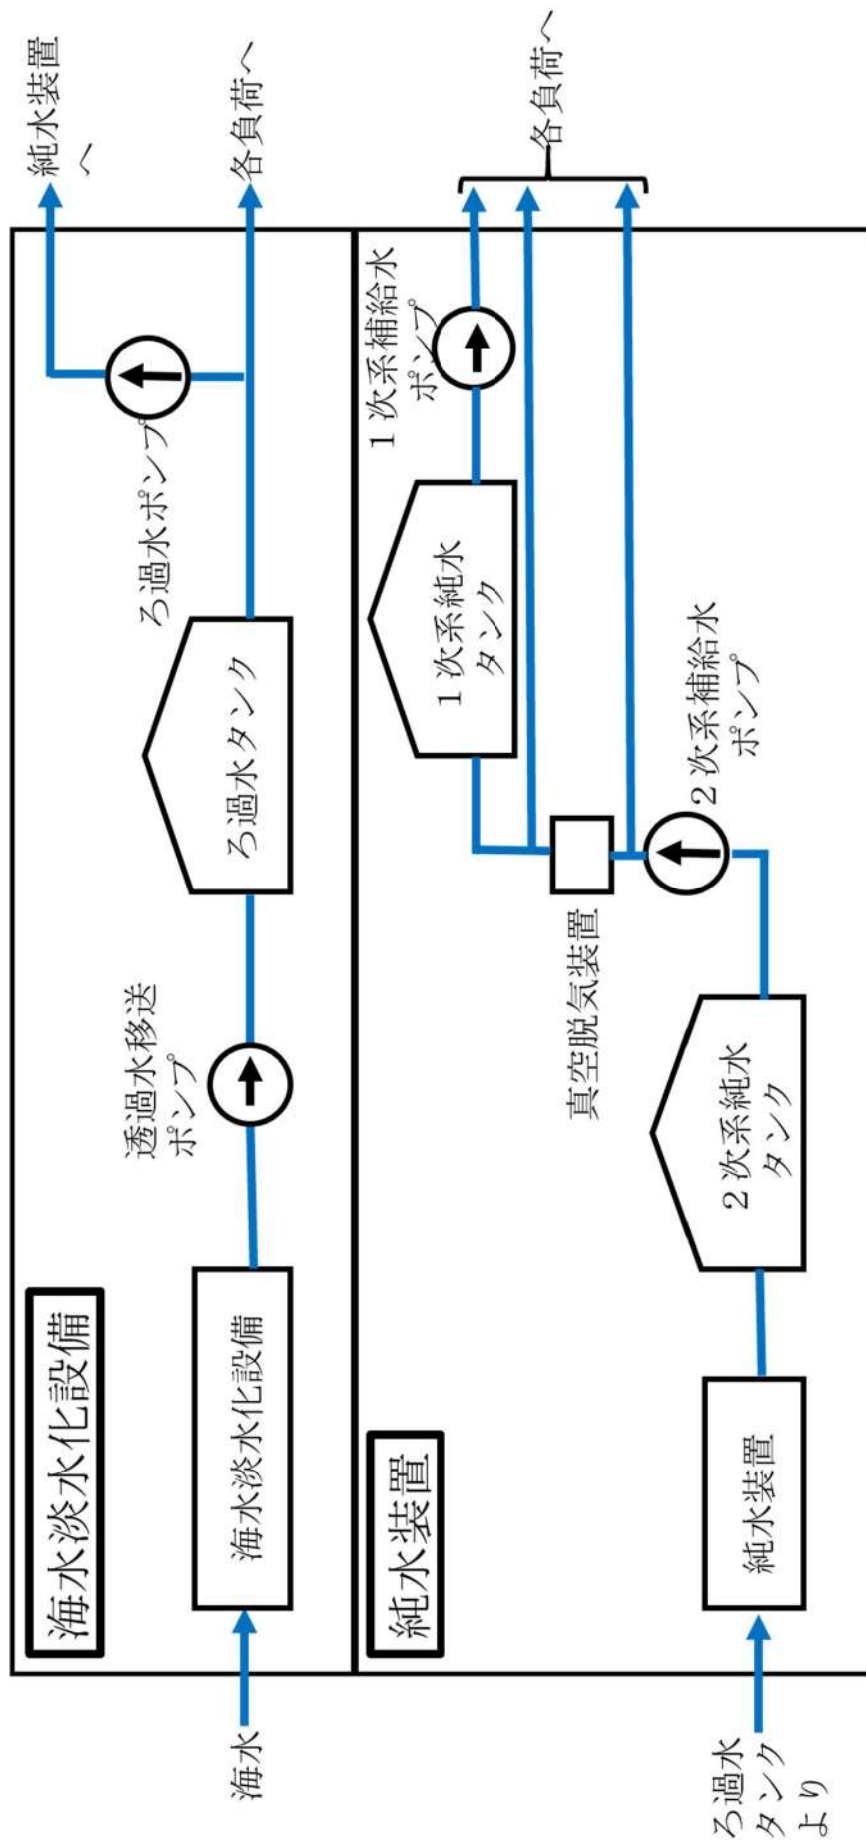 海水淡水化設備
海水
海水淡水化設備
透過水移送
ポンプ
ろ過水タンク
ろ過水ポンプ
純水装置
へ
各負荷へ
純水装置
ろ過水
タンク
より
純水装置
2次系純水
タンク
2次系補給水
ポンプ
真空脱気装置
1次系純水
タンク
1次系補給水
ポンプ
各負荷へ